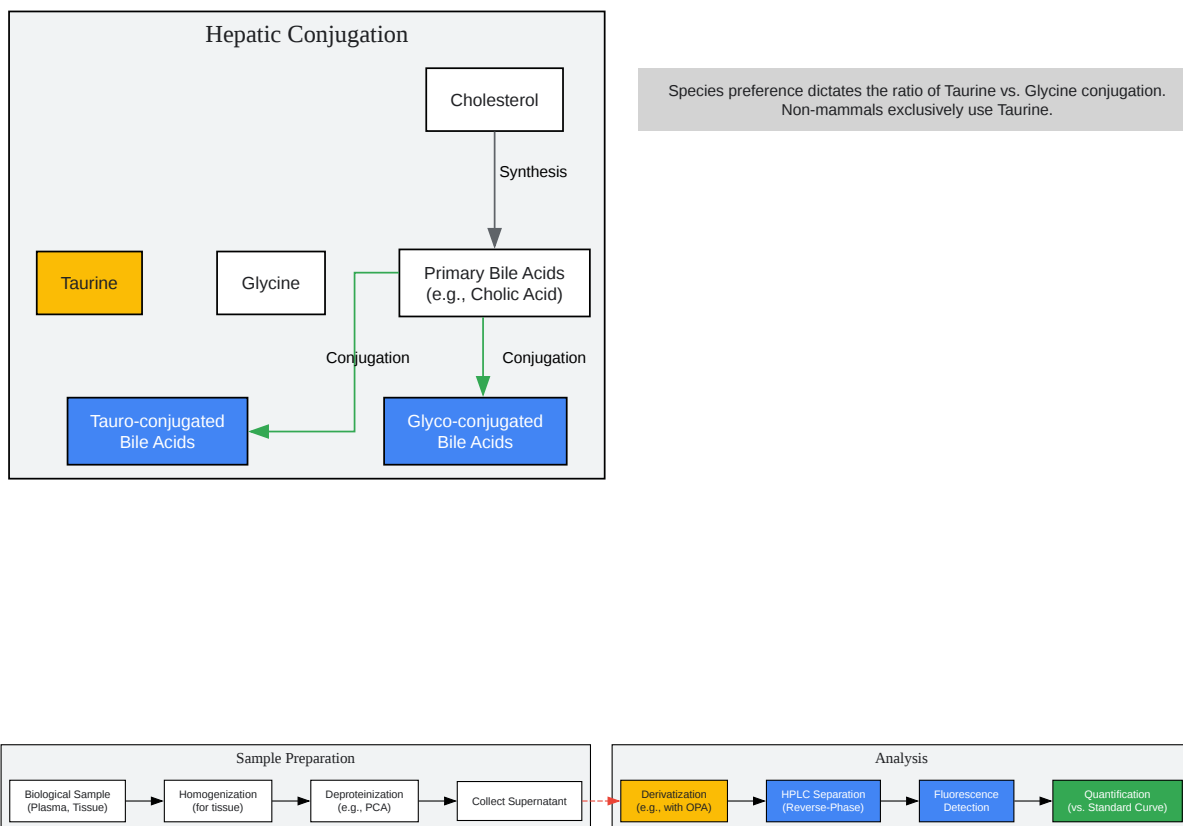 Hepatic Conjugation
Cholesterol
Species preference dictates the ratio of Taurine vs. Glycine conjugation.
Non-mammals exclusively use Taurine.
Synthesis
Taurine
Glycine
Primary Bile Acids
(e.g., Cholic Acid)
Conjugation
Conjugation
Tauro-conjugated
Bile Acids
Glyco-conjugated
Bile Acids
Sample Preparation
Biological Sample
(Plasma, Tissue)
Homogenization
(for tissue)
Deproteinization
(e.g., PCA)
Collect Supernatant
Analysis
Derivatization
(e.g., with OPA)
HPLC Separation
(Reverse-Phase)
Fluorescence
Detection
Quantification
(vs. Standard Curve)